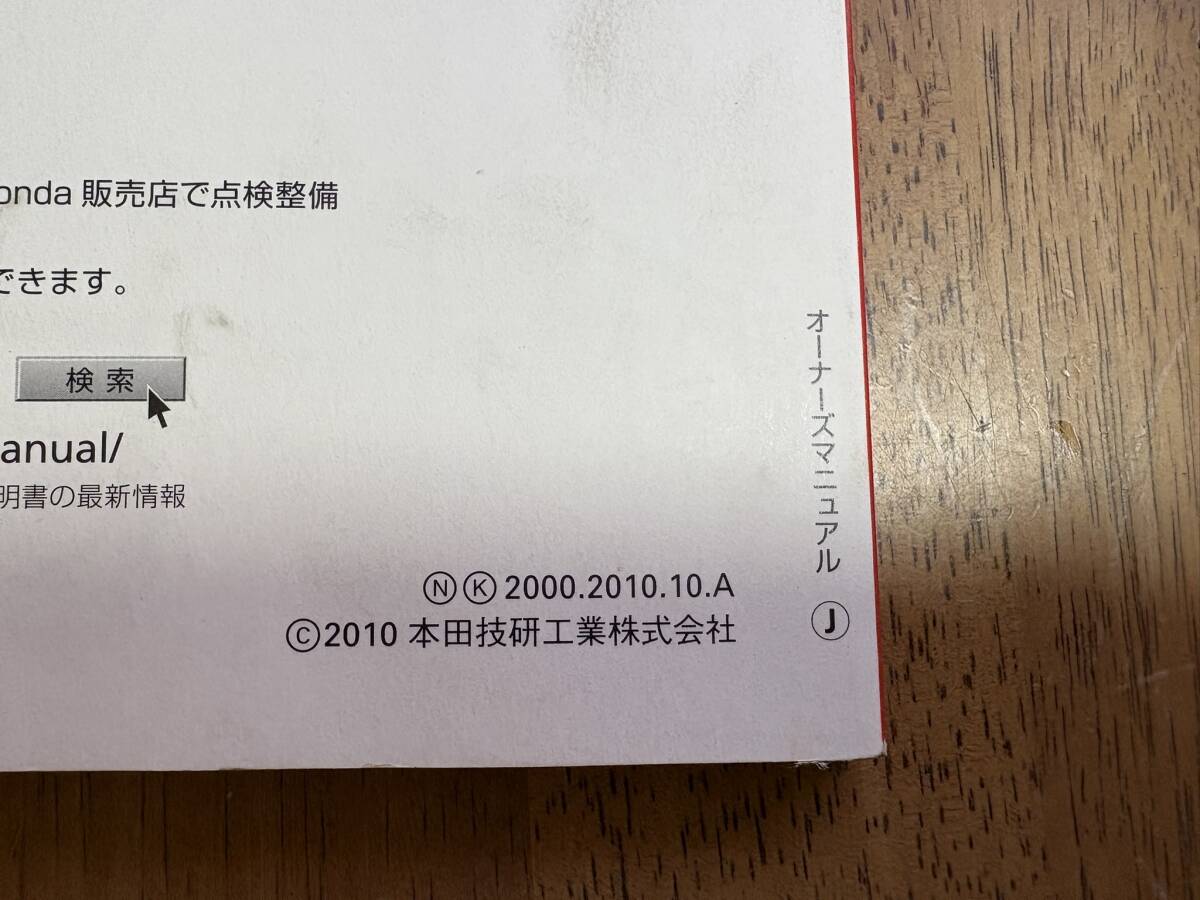 onda 販売店で点検整備
できます。
検索
anual/
明書の最新情報
オーナーズマニュアル Ⓙ
ⓃⓀ2000.2010.10.A
©2010 本田技研工業株式会社